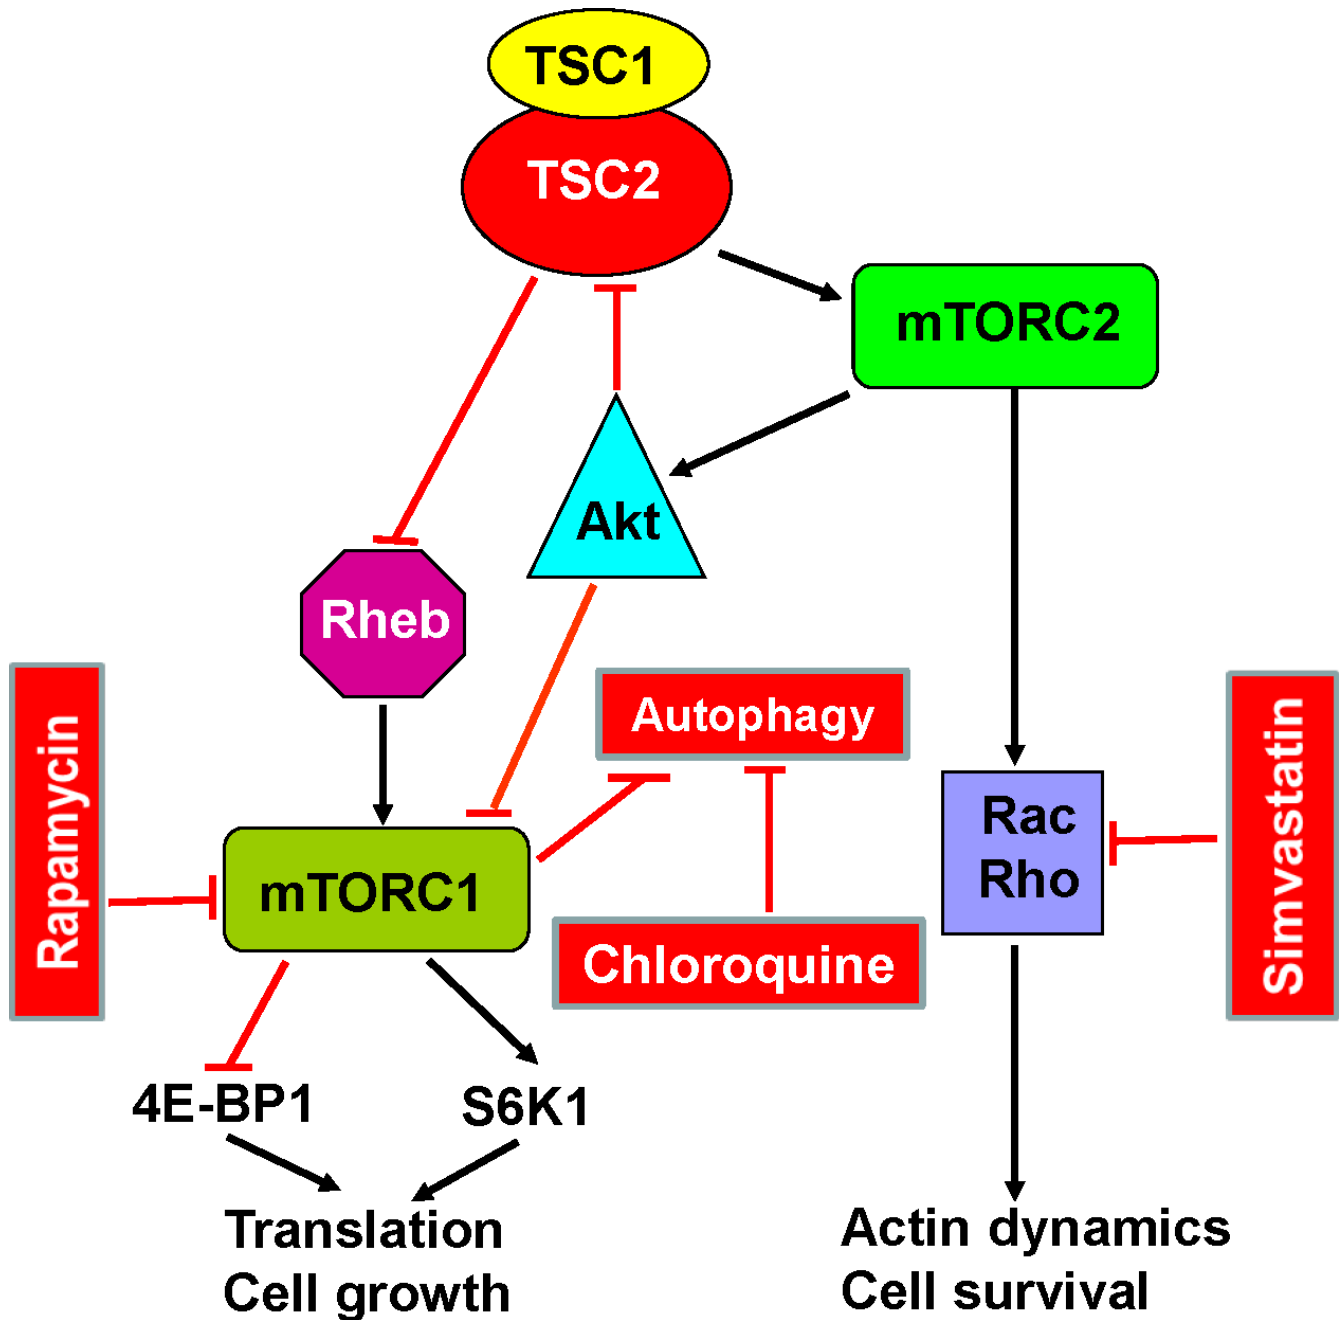 TSC1
TSC2
mTORC2
Akt
Rheb
Rapamycin
Autophagy
Simvastatin
Rac
Rho
mTORC1
Chloroquine
4E-BP1
S6K1
Translation
Cell growth
Actin dynamics
Cell survival